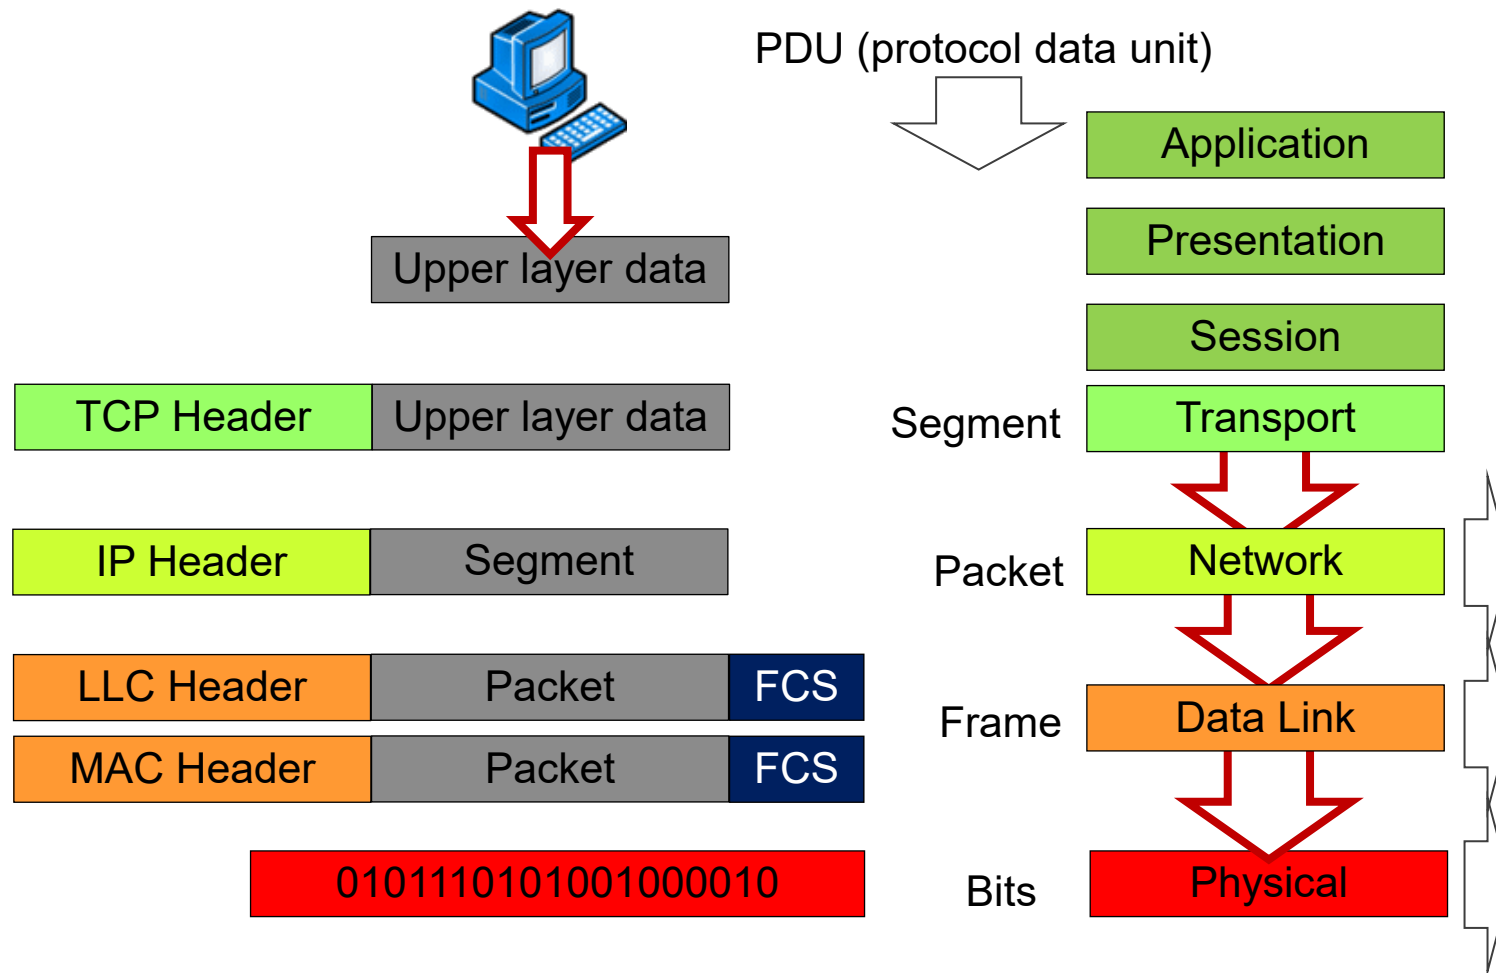 PDU (protocol data unit)
Application
Presentation
Upper layer data
Session
TCP Header Upper layer data Segment Transport
IP Header Segment Packet Network
LLC Header Packet FCS
Frame Data Link
MAC Header Packet FCS
0101110101001000010 Bits Physical